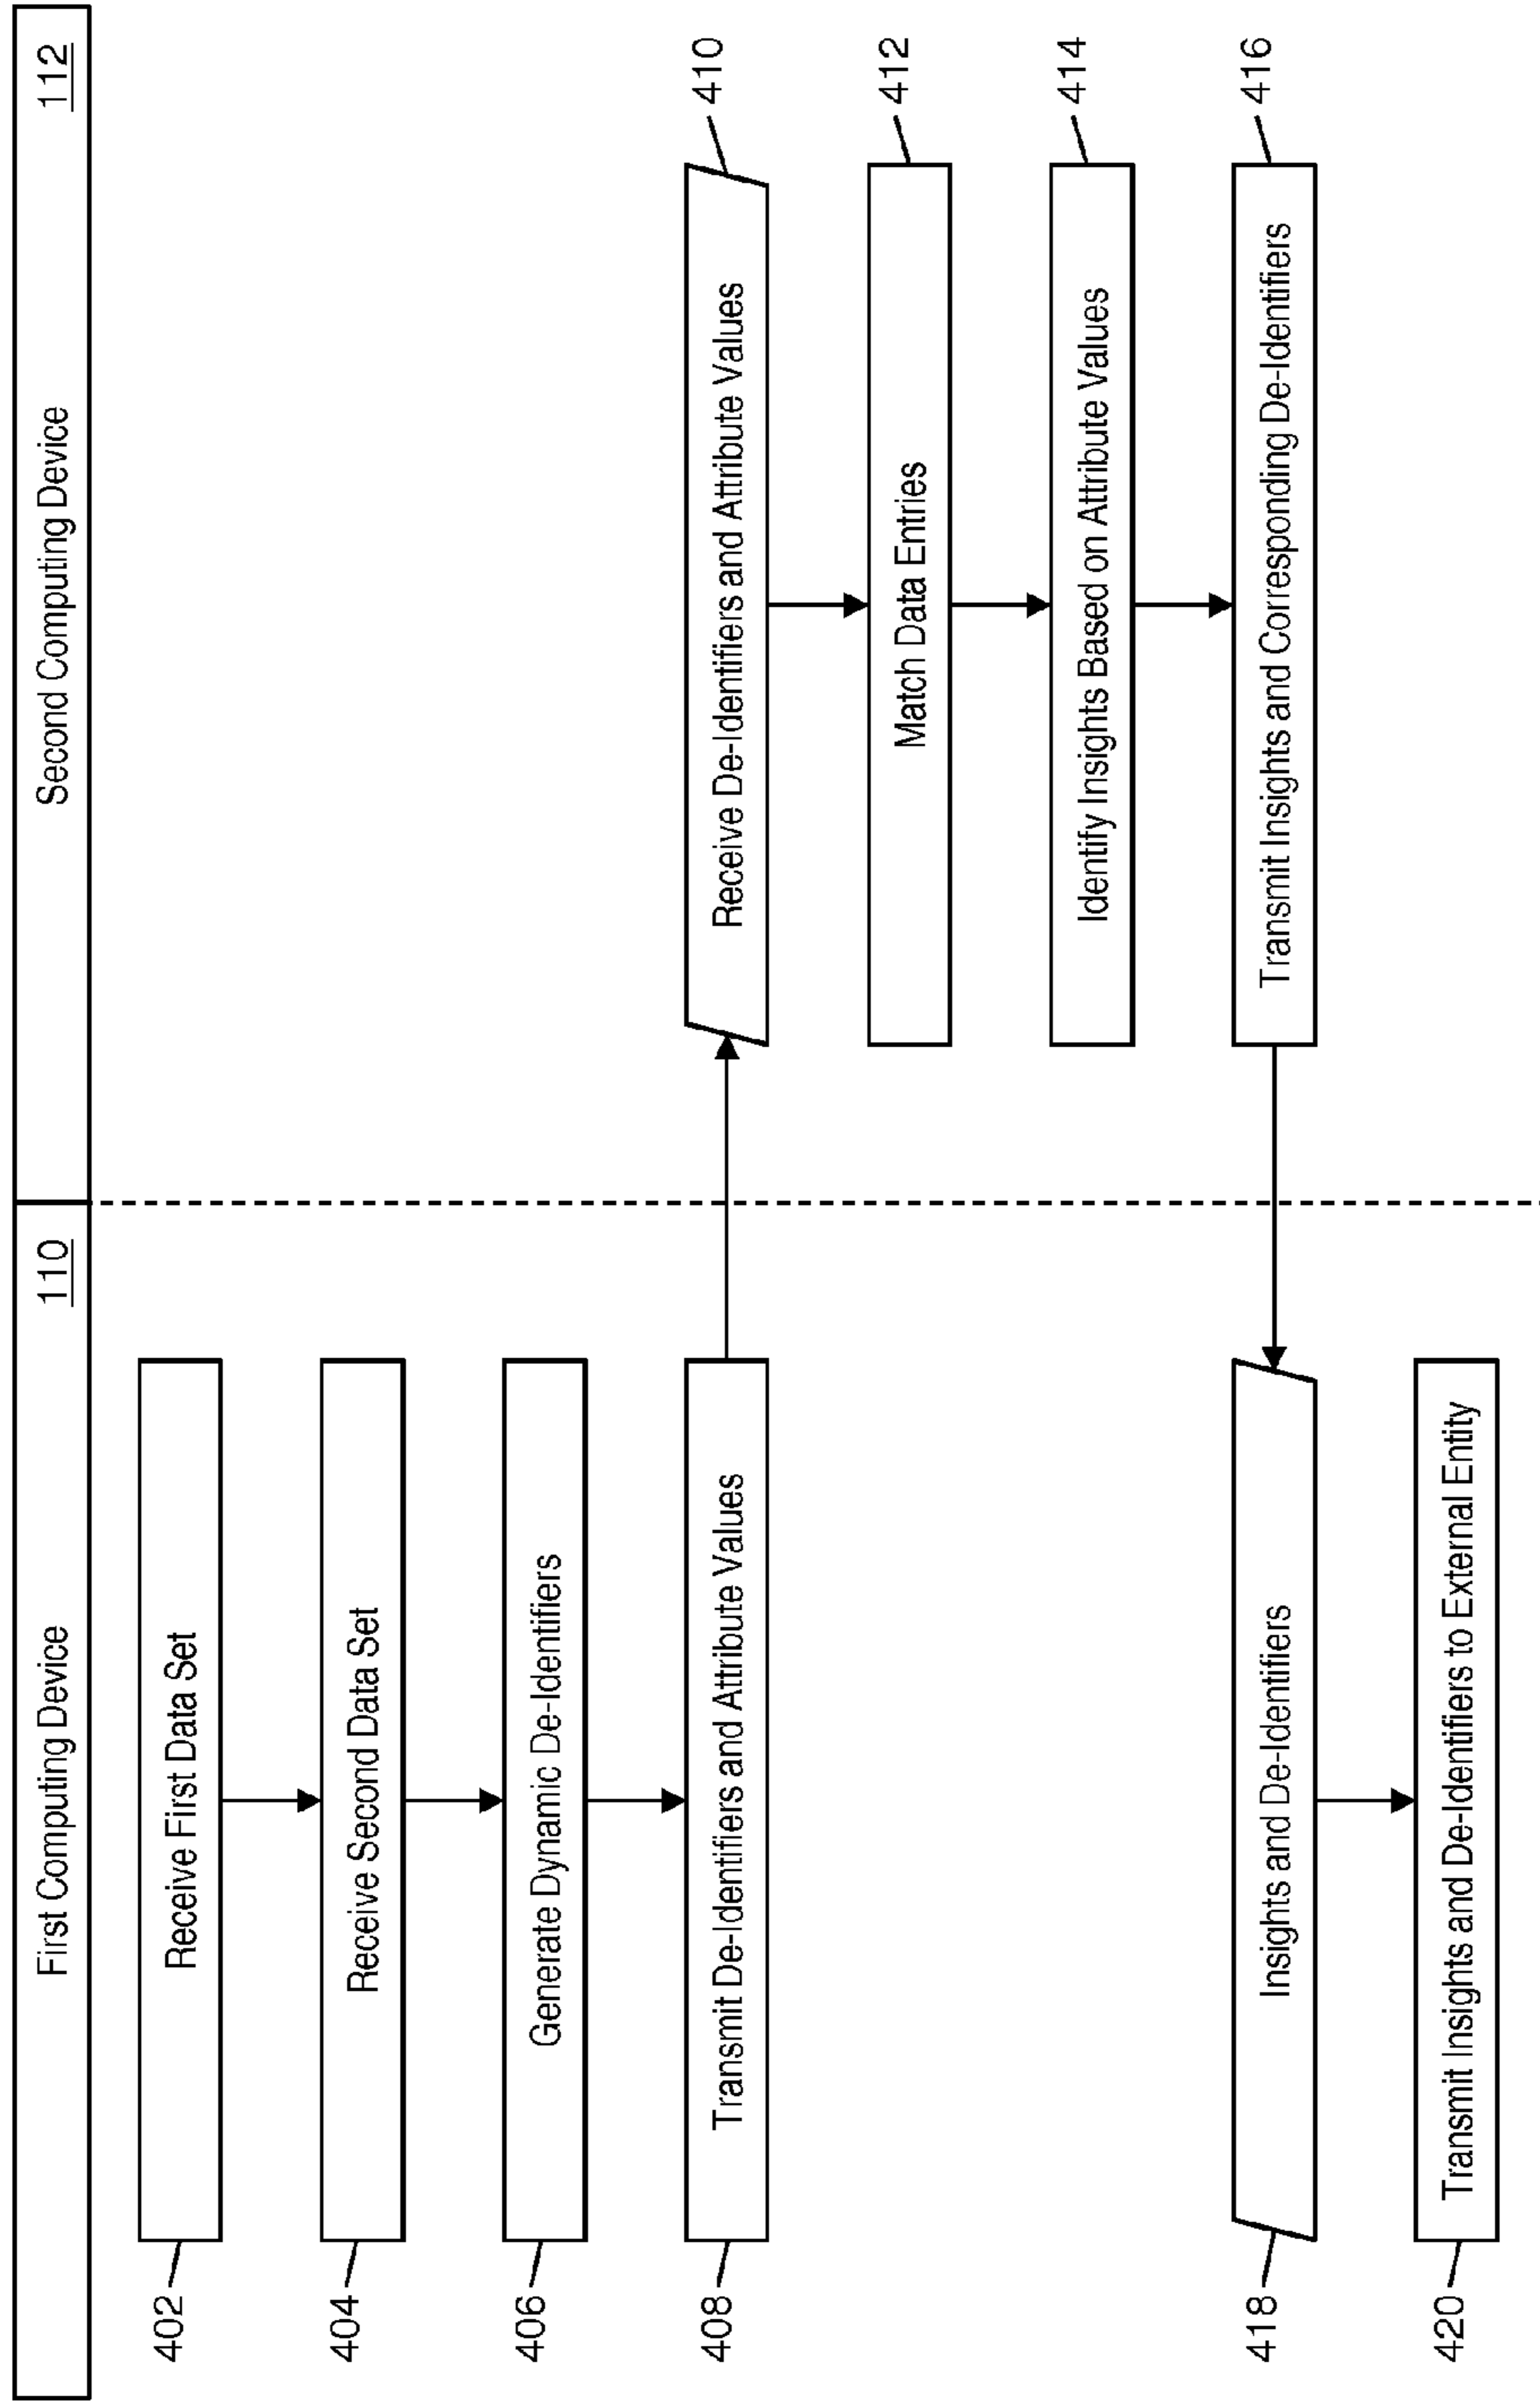 First Computing Device
110
Second Computing Device
112
402
Receive First Data Set
404
Receive Second Data Set
406
Generate Dynamic De-Identifiers
408
Transmit De-Identifiers and Attribute Values
Receive De-Identifiers and Attribute Values
410
Match Data Entries
412
Identify Insights Based on Attribute Values
414
Transmit Insights and Corresponding De-Identifiers
416
418
Insights and De-Identifiers
420
Transmit Insights and De-Identifiers to External Entity